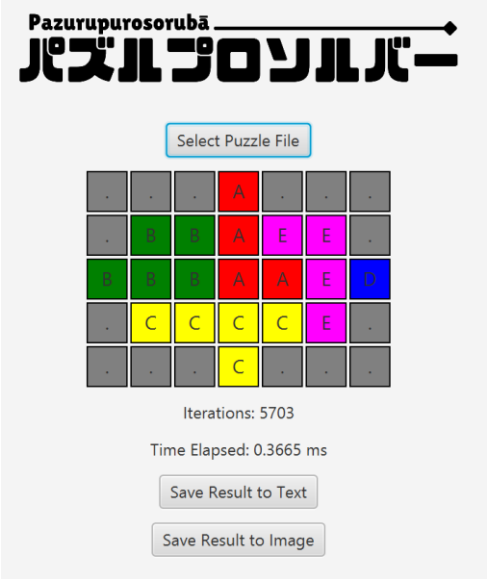 Pazurupurosorubā
パズルプロソルバー
Select Puzzle File
. . . A . . .
. B B A E E .
B B B A A E D
. C C C C E .
. . . C . . .
Iterations: 5703
Time Elapsed: 0.3665 ms
Save Result to Text
Save Result to Image